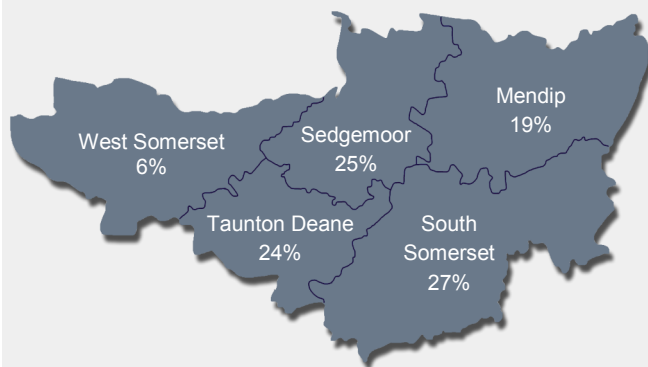 Mendip
19%
West Somerset
6%
Sedgemoor
25%
Taunton Deane
24%
South
Somerset
27%